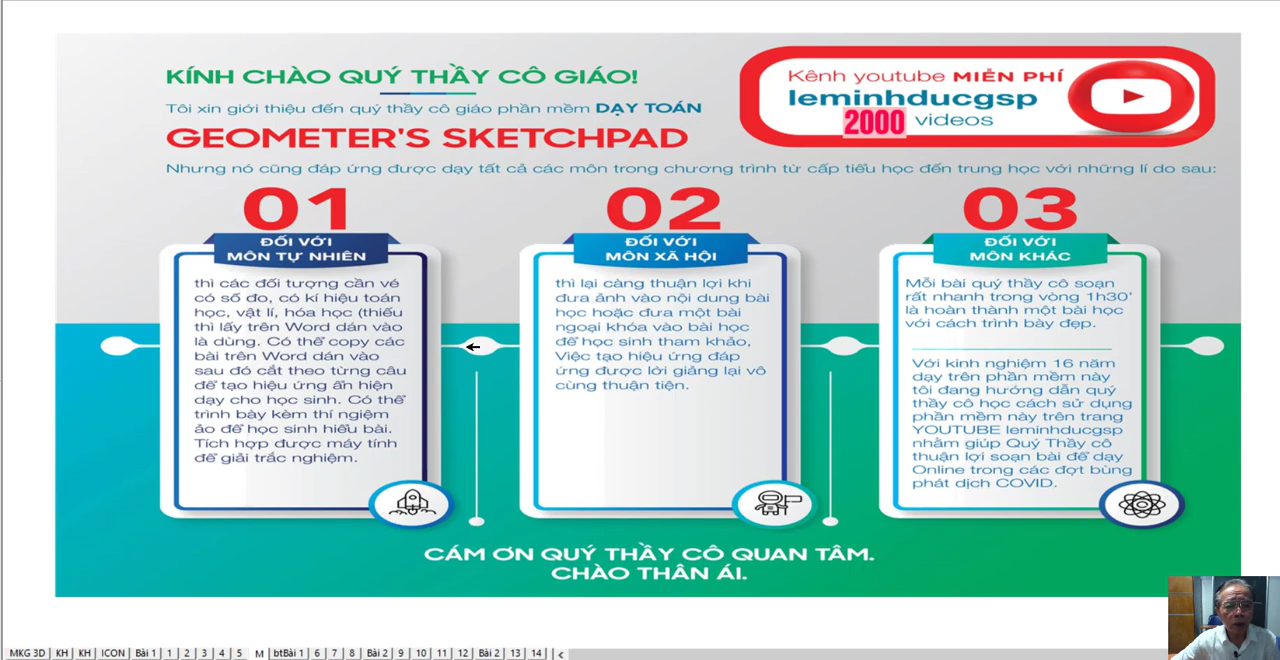 KÍNH CHÀO QUÝ THẦY CÔ GIÁO!
Tôi xin giới thiệu đến quý thầy cô giáo phần mềm DẠY TOÁN
GEOMETER'S SKETCHPAD
Kênh youtube MIỄN PHÍ
leminhducgsp
2000 videos
Nhưng nó cũng đáp ứng được dạy tất cả các môn trong chương trình từ cấp tiểu học đến trung học với những lí do sau:
01
ĐỐI VỚI
MÔN TỰ NHIÊN
thì các đối tượng cần vẽ
có số đo, có kí hiệu toán
học, vật lí, hóa học (thiếu
thì lấy trên Word dán vào
là dùng. Có thể copy các
bài trên Word dán vào
sau đó cắt theo từng câu
để tạo hiệu ứng ẩn hiện
dạy cho học sinh. Có thể
trình bày kèm thí ngiệm
ảo để học sinh hiểu bài.
Tích hợp được máy tính
để giải trắc nghiệm.
02
ĐỐI VỚI
MÔN XÃ HỘI
thì lại càng thuận lợi khi
đưa ảnh vào nội dung bài
học hoặc đưa một bài
ngoại khóa vào bài học
để học sinh tham khảo,
Việc tạo hiệu ứng đáp
ứng được lời giảng lại vô
cùng thuận tiện.
03
ĐỐI VỚI
MÔN KHÁC
Mỗi bài quý thầy cô soạn
rất nhanh trong vòng 1h30'
là hoàn thành một bài học
với cách trình bày đẹp.
Với kinh nghiệm 16 năm
dạy trên phần mềm này
tôi đang hướng dẫn quý
thầy cô học cách sử dụng
phần mềm này trên trang
YOUTUBE leminhducgsp
nhằm giúp Quý Thầy cô
thuận lợi soạn bài để dạy
Online trong các đợt bùng
phát dịch COVID.
CÁM ƠN QUÝ THẦY CÔ QUAN TÂM.
CHÀO THÂN ÁI.
MKG 3D KH KH ICON Bài 1 1 2 3 4 5 M btBài 1 6 7 8 Bài 2 9 10 11 12 Bài 2 13 14